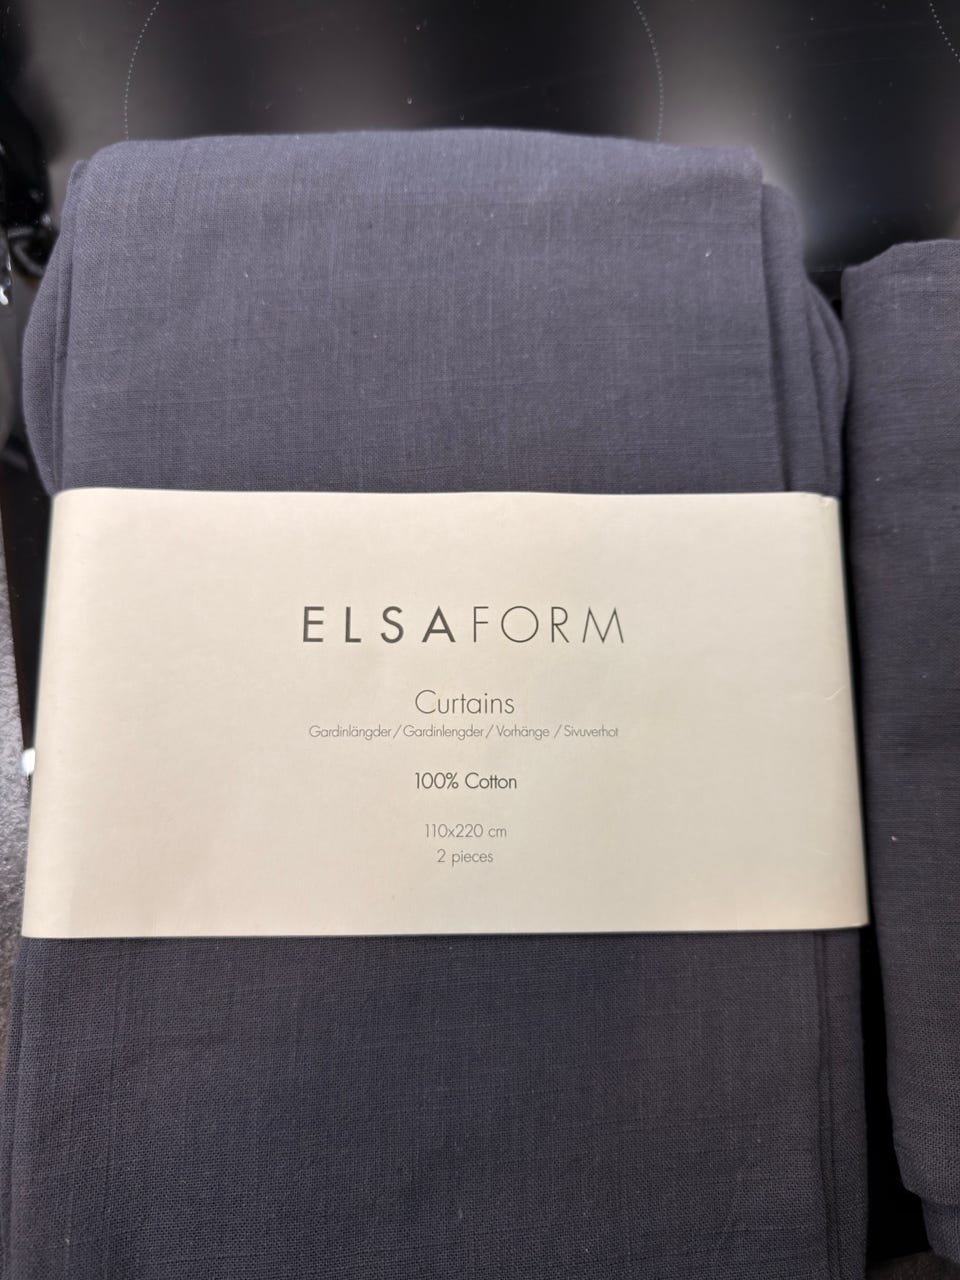 ELSAFORM
Curtains
Gardinlängder / Gardinlengder / Vorhänge / Sivuverhot
100% Cotton
110x220 cm
2 pieces